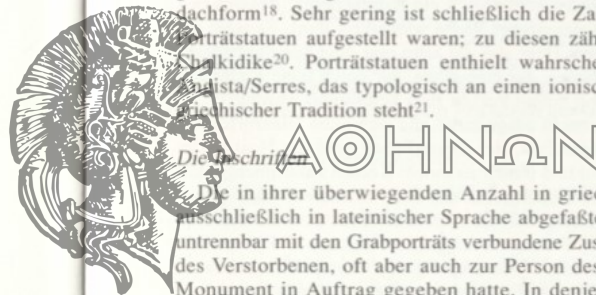 dachform¹⁸. Sehr gering ist schließlich die Za
Porträtstatuen aufgestellt waren; zu diesen zäh
Chalkidike²⁰. Porträtstatuen enthielt wahrsche
/Serres, das typologisch an einen ionisc
griechischer Tradition steht²¹.
Die Inschriften
ΑΘΗΝΩΝ
Die in ihrer überwiegenden Anzahl in griec
ausschließlich in lateinischer Sprache abgefaßte
untrennbar mit den Grabporträts verbundene Zus
des Verstorbenen, oft aber auch zur Person des
Monument in Auftrag gegeben hatte. In denje